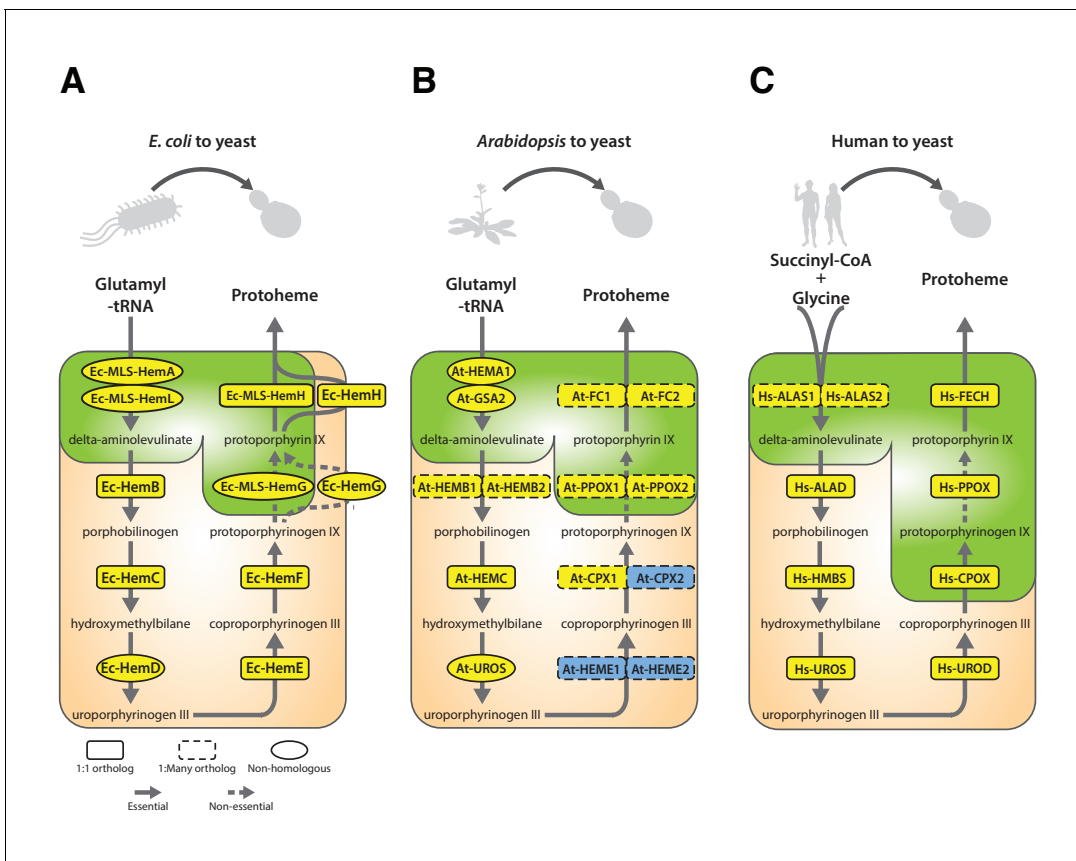 A
E. coli to yeast
Glutamyl
-tRNA
Protoheme
Ec-MLS-HemA
Ec-MLS-HemL
Ec-MLS-HemH
Ec-HemH
delta-aminolevulinate
protoporphyrin IX
Ec-HemB
Ec-MLS-HemG
Ec-HemG
porphobilinogen
protoporphyrinogen IX
Ec-HemC
Ec-HemF
hydroxymethylbilane
coproporphyrinogen III
Ec-HemD
Ec-HemE
uroporphyrinogen III
1:1 ortholog
1:Many ortholog
Non-homologous
Essential
Non-essential
B
Arabidopsis to yeast
Glutamyl
-tRNA
Protoheme
At-HEMA1
At-GSA2
At-FC1
At-FC2
delta-aminolevulinate
protoporphyrin IX
At-HEMB1
At-HEMB2
At-PPOX1
At-PPOX2
porphobilinogen
protoporphyrinogen IX
At-HEMC
At-CPX1
At-CPX2
hydroxymethylbilane
coproporphyrinogen III
At-UROS
At-HEME1
At-HEME2
uroporphyrinogen III
C
Human to yeast
Succinyl-CoA
+
Glycine
Protoheme
Hs-ALAS1
Hs-ALAS2
Hs-FECH
delta-aminolevulinate
protoporphyrin IX
Hs-ALAD
Hs-PPOX
porphobilinogen
protoporphyrinogen IX
Hs-HMBS
Hs-CPOX
hydroxymethylbilane
coproporphyrinogen III
Hs-UROS
Hs-UROD
uroporphyrinogen III